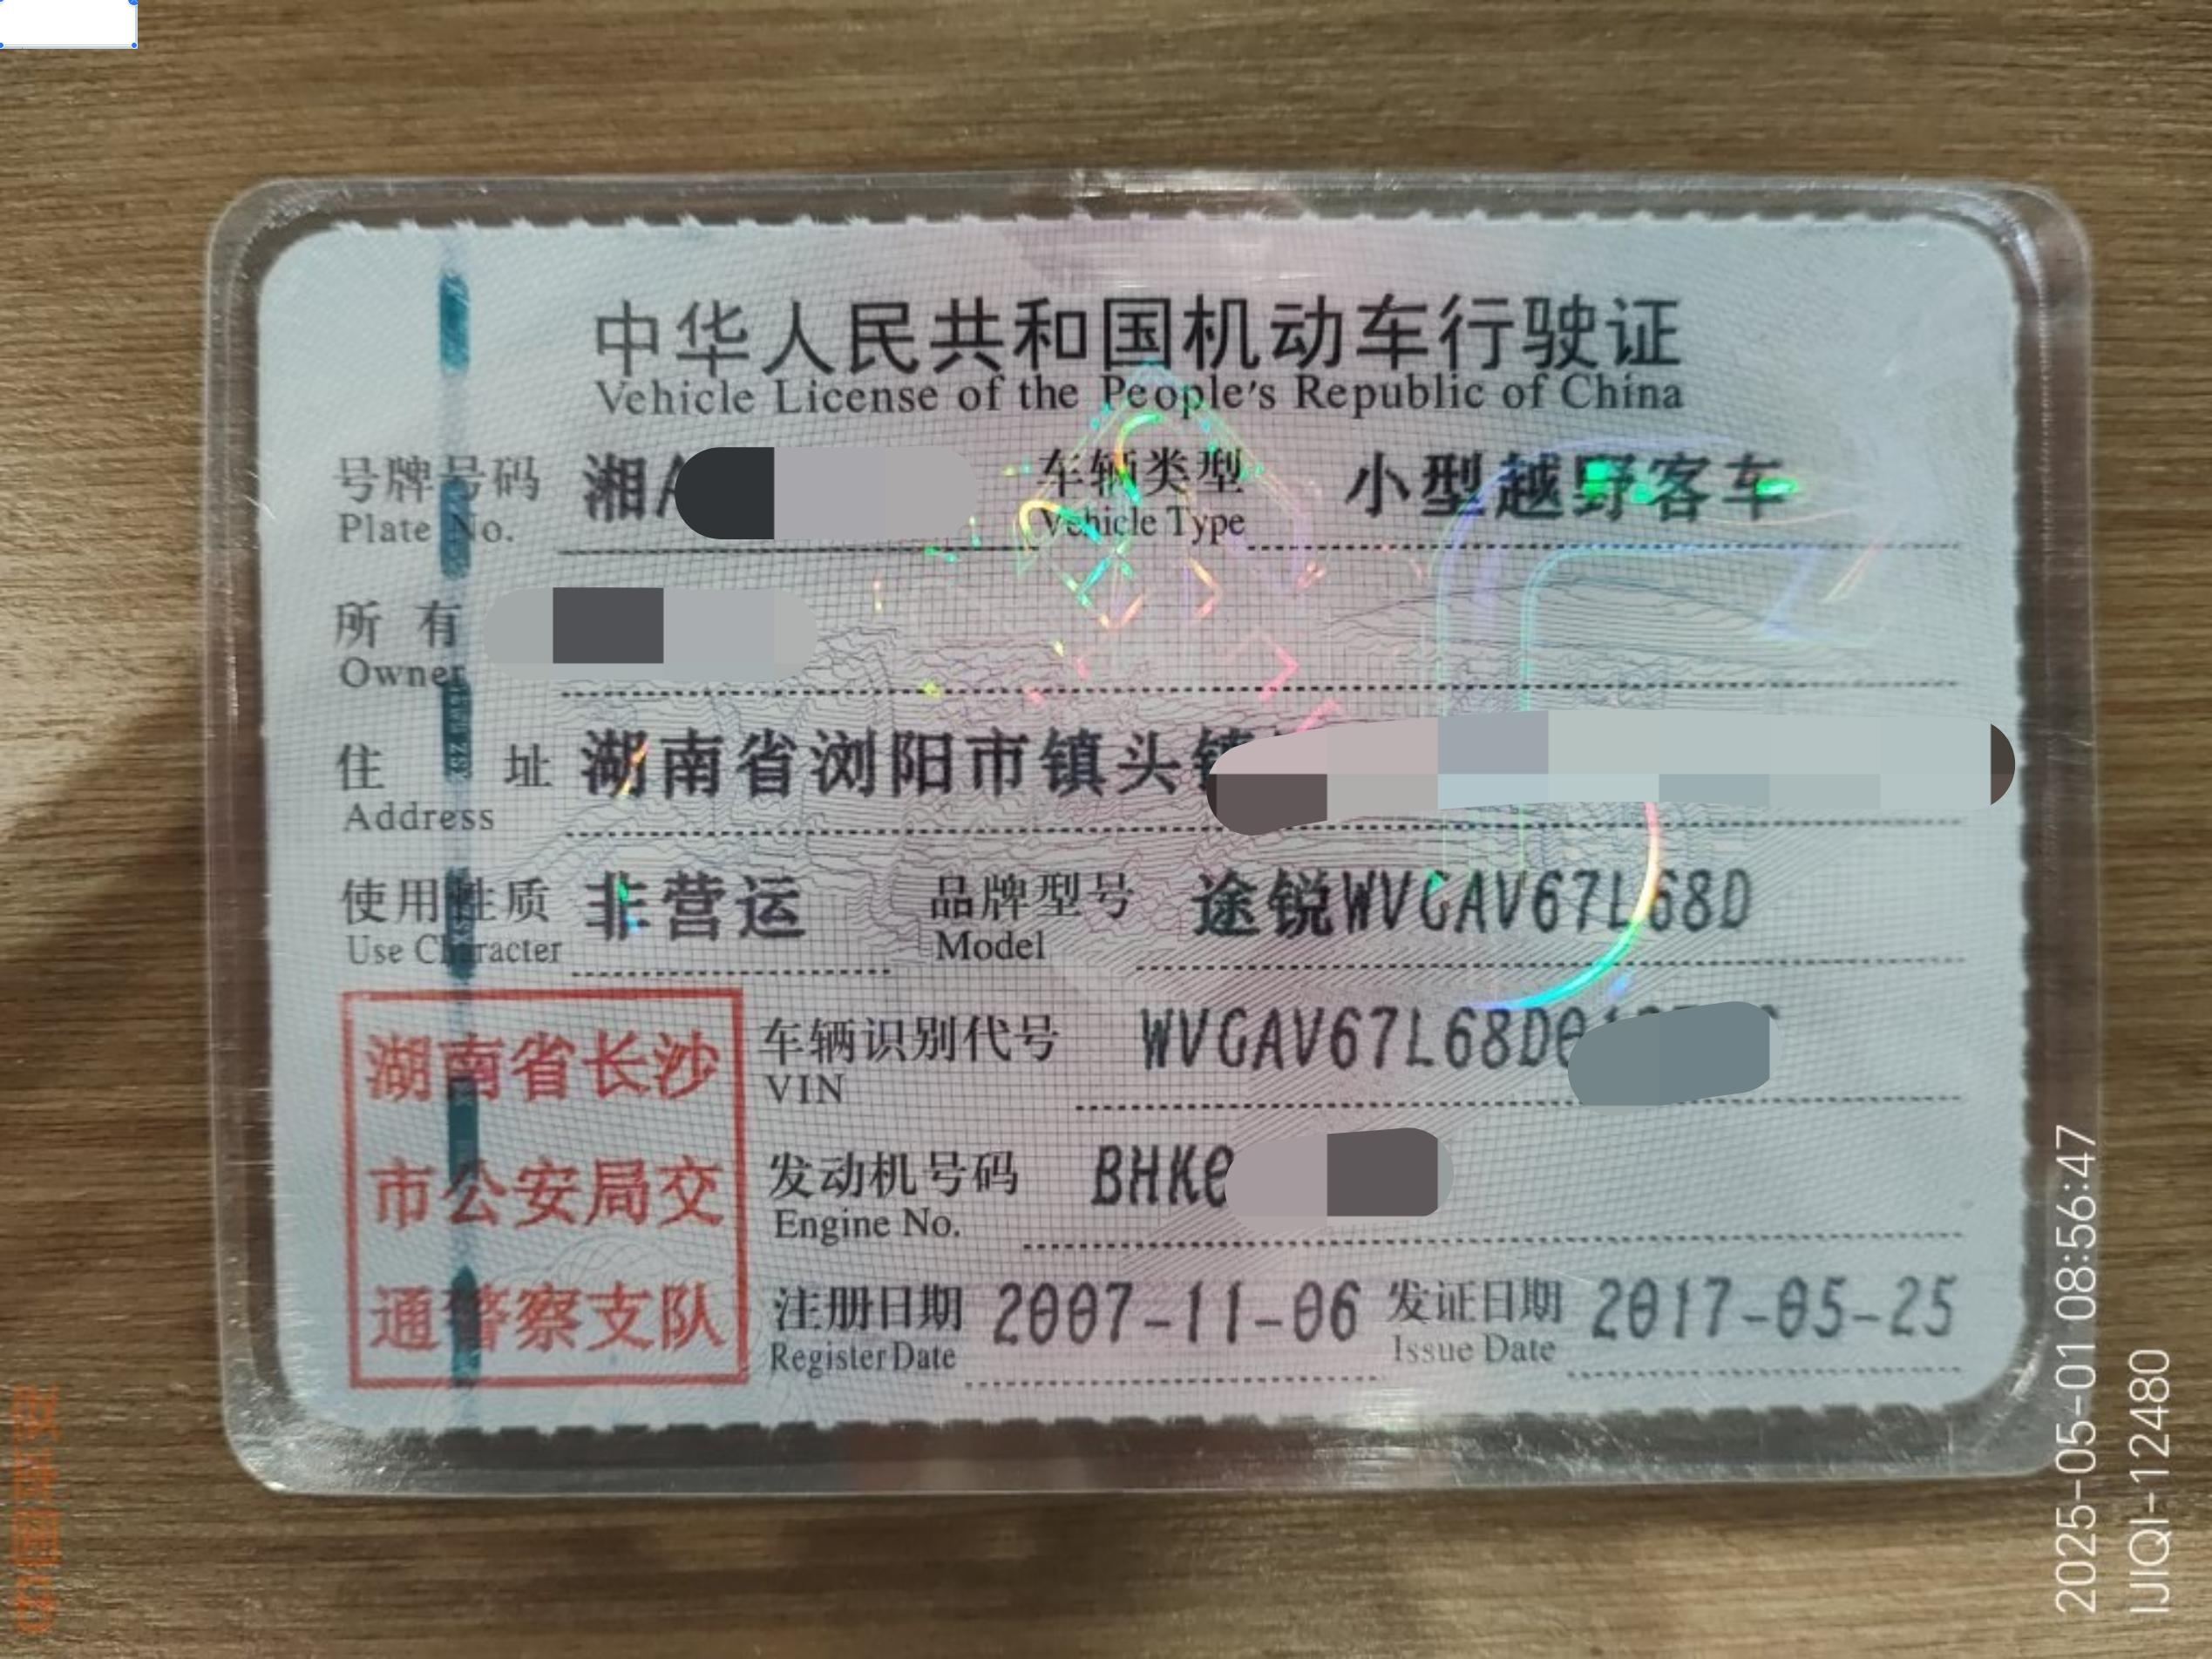 中华人民共和国机动车行驶证
Vehicle License of the People's Republic of China
号牌号码 湘A 车辆类型 小型越野客车
Plate No. Vehicle Type
所 有
Owner
住 址 湖南省浏阳市镇头镇
Address
使用性质 非营运 品牌型号 途锐WVGAV67L68D
Use Character Model
车辆识别代号 WVGAV67L68D0
VIN
发动机号码 BHK0
Engine No.
注册日期 2007-11-06 发证日期 2017-05-25
Register Date Issue Date
湖南省长沙
市公安局交
通警察支队
2025-05-01 08:56:47
IJIQI-12480